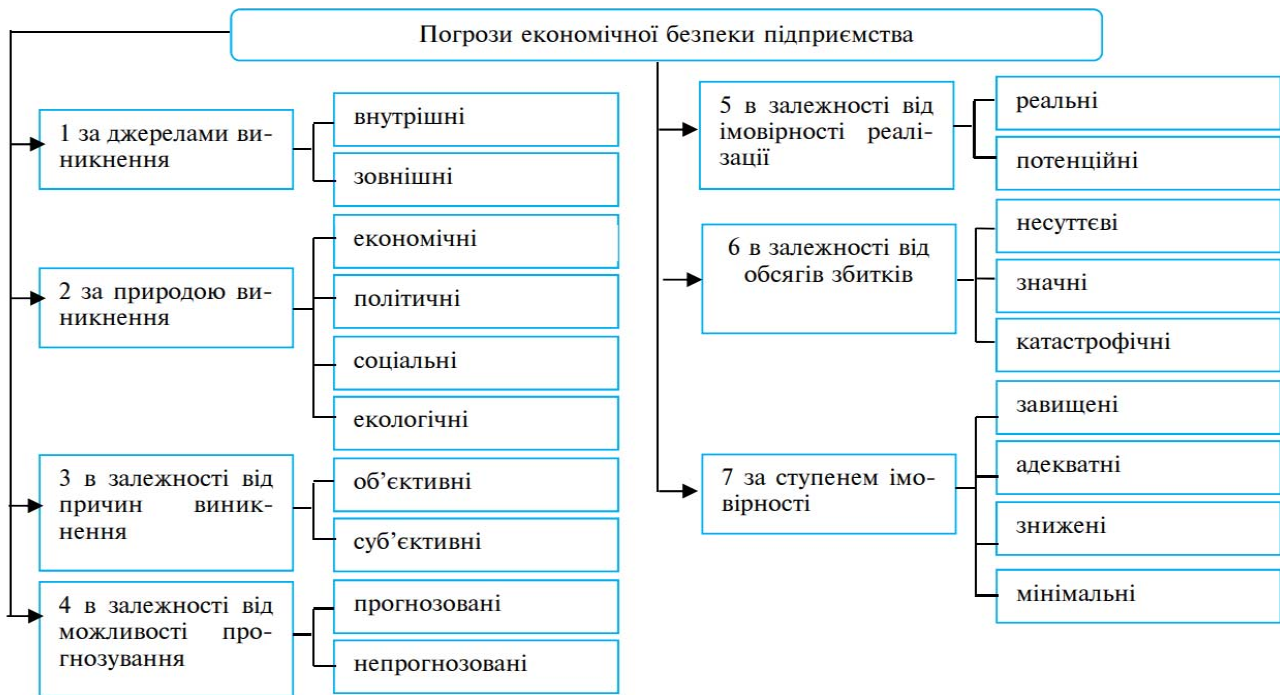 Погрози економічної безпеки підприємства
1 за джерелами ви-
никнення
внутрішні
зовнішні
2 за природою ви-
никнення
економічні
політичні
соціальні
екологічні
3 в залежності від
причин виник-
нення
об’єктивні
суб’єктивні
4 в залежності від
можливості про-
гнозування
прогнозовані
непрогнозовані
5 в залежності від
імовірності реалі-
зації
реальні
потенційні
6 в залежності від
обсягів збитків
несуттєві
значні
катастрофічні
7 за ступенем імо-
вірності
завищені
адекватні
знижені
мінімальні